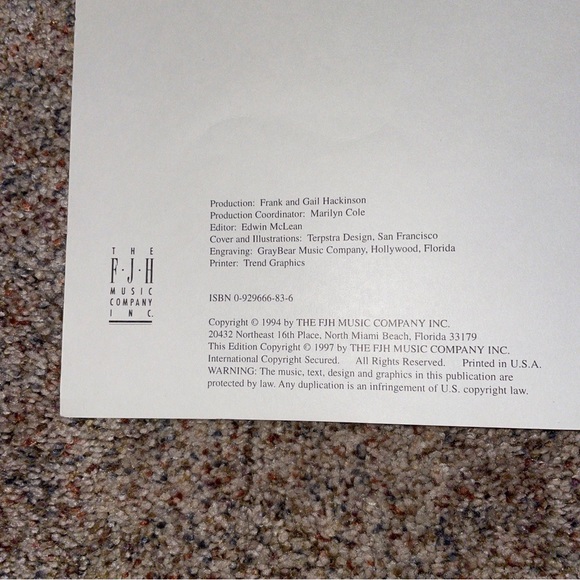 Production: Frank and Gail Hackinson
Production Coordinator: Marilyn Cole
Editor: Edwin McLean
Cover and Illustrations: Terpstra Design, San Francisco
Engraving: GrayBear Music Company, Hollywood, Florida
Printer: Trend Graphics
THE
F·J·H
MUSIC
COMPANY
INC.
ISBN 0-929666-83-6
Copyright © 1994 by THE FJH MUSIC COMPANY INC.
20432 Northeast 16th Place, North Miami Beach, Florida 33179
This Edition Copyright © 1997 by THE FJH MUSIC COMPANY INC.
International Copyright Secured. All Rights Reserved. Printed in U.S.A.
WARNING: The music, text, design and graphics in this publication are
protected by law. Any duplication is an infringement of U.S. copyright law.